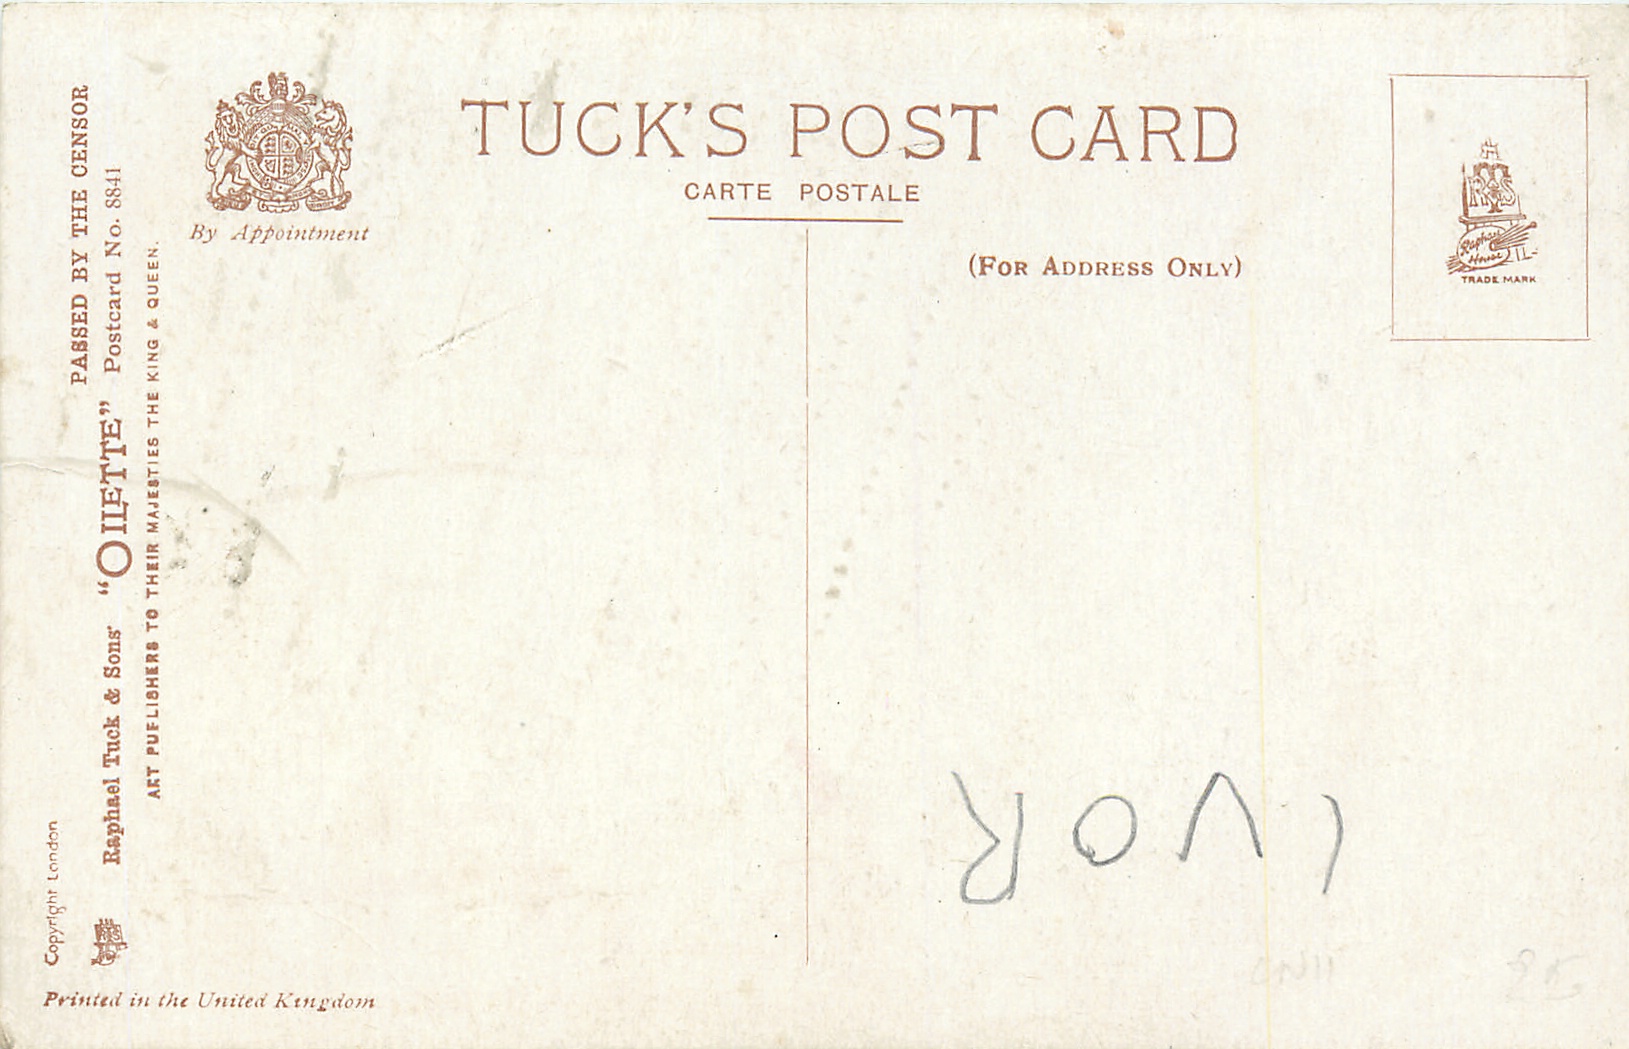 TUCK'S POST CARD
CARTE POSTALE
(FOR ADDRESS ONLY)
By Appointment
PASSED BY THE CENSOR
Raphael Tuck & Sons' "OILETTE" Postcard No. 8841
ART PUBLISHERS TO THEIR MAJESTIES THE KING & QUEEN.
Copyright London
Printed in the United Kingdom
R T S
Raphael House
TRADE MARK
IVOR